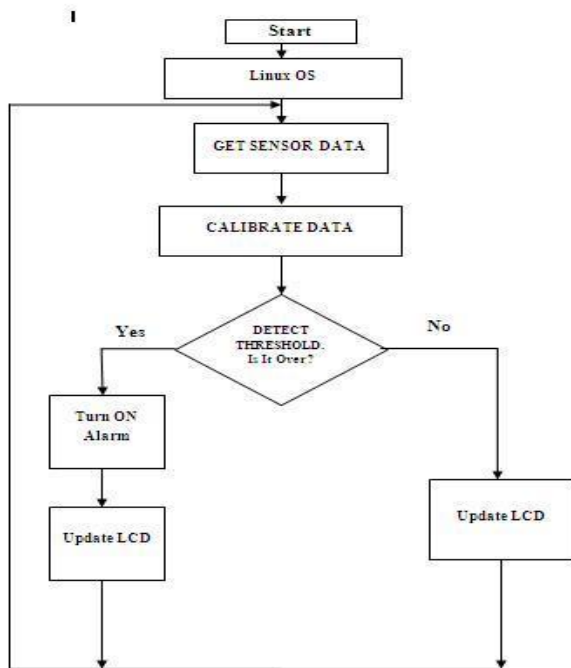 Start
Linux OS
GET SENSOR DATA
CALIBRATE DATA
DETECT
THRESHOLD.
Is It Over?
Yes
No
Turn ON
Alarm
Update LCD
Update LCD